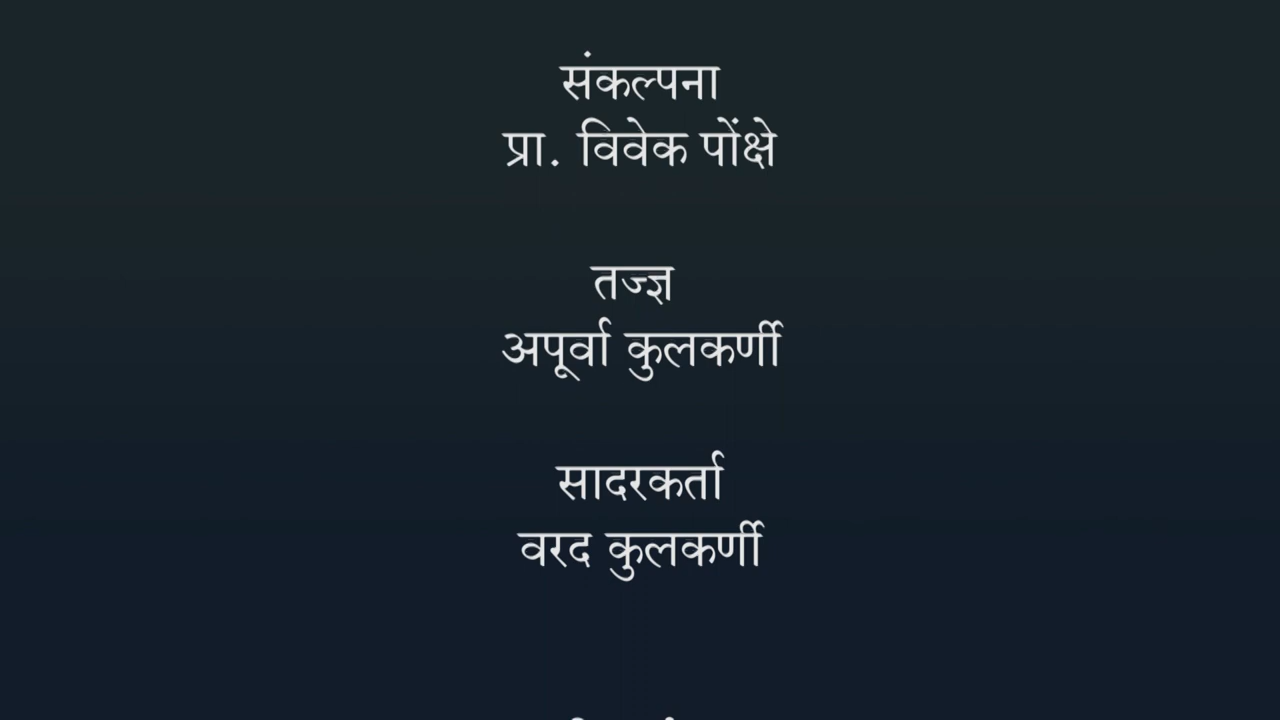 संकल्पना
प्रा. विवेक पोंक्षे
तज्ज्ञ
अपूर्वा कुलकर्णी
सादरकर्ता
वरद कुलकर्णी